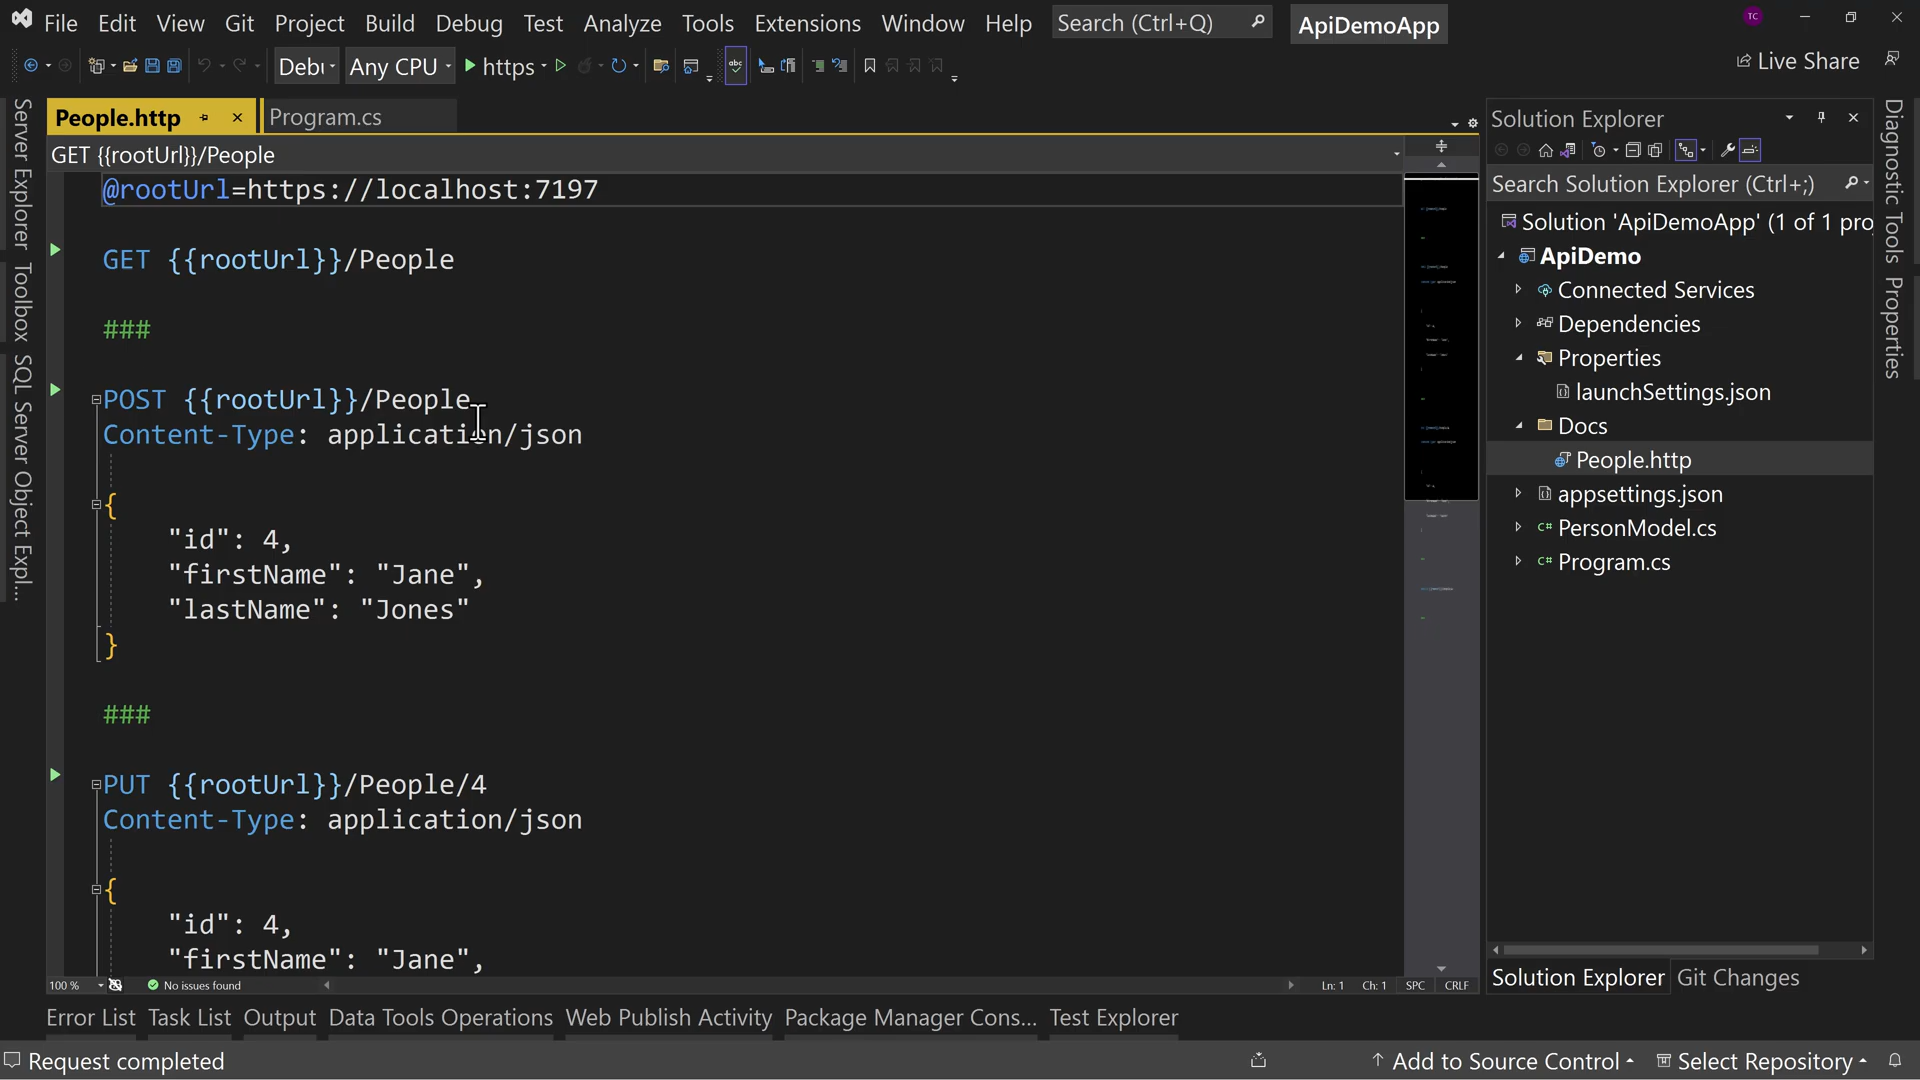 File Edit View Git Project Build Debug Test Analyze Tools Extensions Window Help Search (Ctrl+Q) ApiDemoApp TC
Any CPU https abc Live Share
People.http Program.cs
GET {{rootUrl}}/People
@rootUrl=https://localhost:7197
GET {{rootUrl}}/People
###
POST {{rootUrl}}/People
Content-Type: application/json
{
"id": 4,
"firstName": "Jane",
"lastName": "Jones"
}
###
PUT {{rootUrl}}/People/4
Content-Type: application/json
{
"id": 4,
"firstName": "Jane",
100 % No issues found Ln: 1 Ch: 1 SPC CRLF
Server Explorer
Toolbox
SQL Server Object Expl...
Solution Explorer
Search Solution Explorer (Ctrl+;)
Solution 'ApiDemoApp' (1 of 1 pro
ApiDemo
Connected Services
Dependencies
Properties
launchSettings.json
Docs
People.http
appsettings.json
C# PersonModel.cs
C# Program.cs
Solution Explorer Git Changes
Diagnostic Tools
Properties
Error List Task List Output Data Tools Operations Web Publish Activity Package Manager Cons... Test Explorer
Request completed Add to Source Control Select Repository